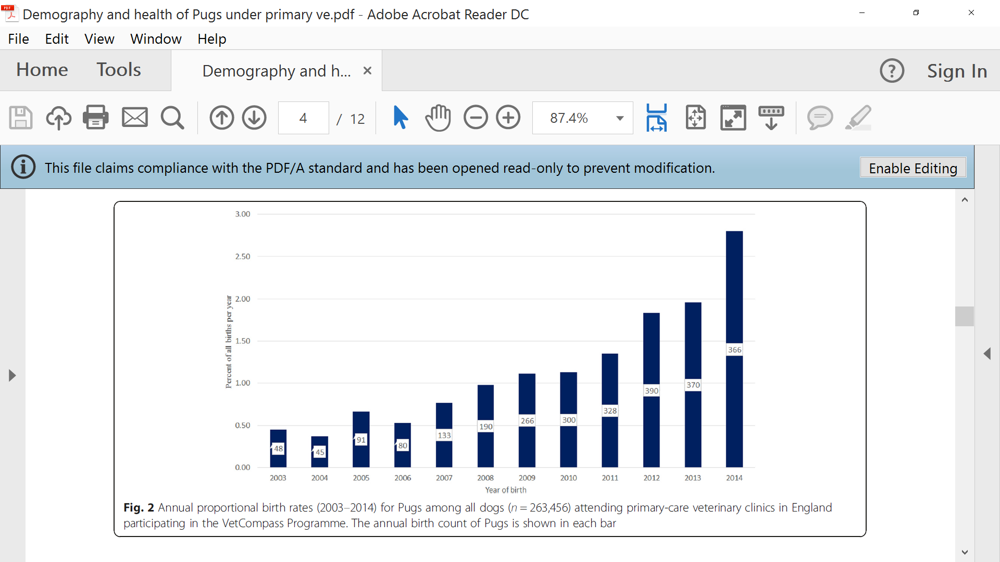 PDF
Demography and health of Pugs under primary ve.pdf - Adobe Acrobat Reader DC
File Edit View Window Help
Home Tools Demography and h... × ? Sign In
4 / 12 87.4%
This file claims compliance with the PDF/A standard and has been opened read-only to prevent modification. Enable Editing
Percent of all births per year
3.00
2.50
2.00
1.50
1.00
0.50
0.00
48 45 91 80 133 190 266 300 328 390 370 366
2003 2004 2005 2006 2007 2008 2009 2010 2011 2012 2013 2014
Year of birth
Fig. 2 Annual proportional birth rates (2003–2014) for Pugs among all dogs (n = 263,456) attending primary-care veterinary clinics in England
participating in the VetCompass Programme. The annual birth count of Pugs is shown in each bar